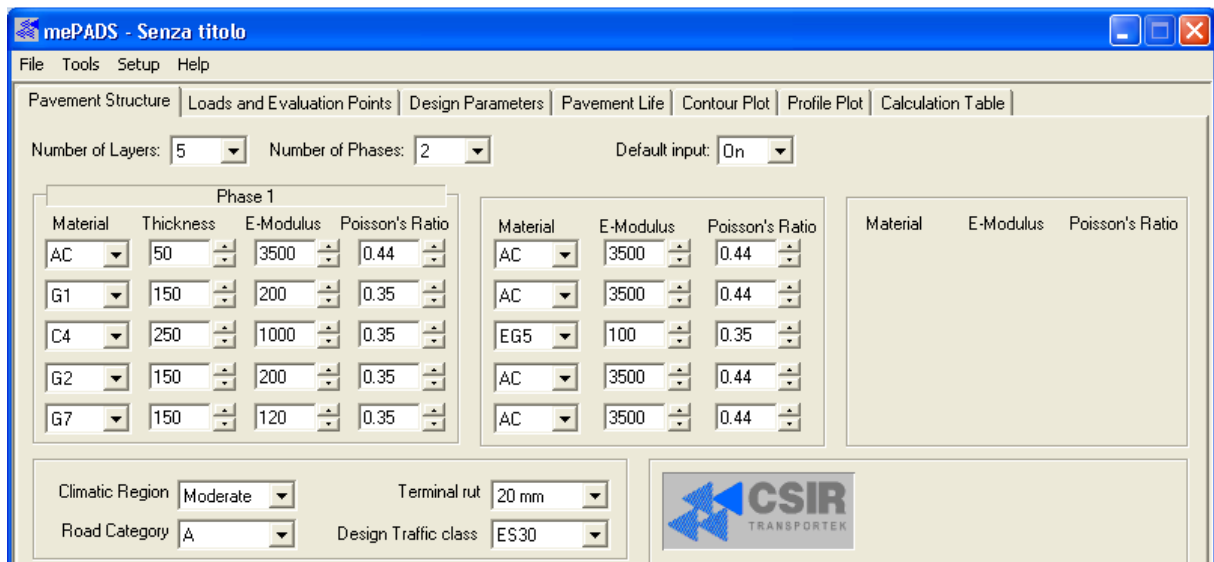 mePADS - Senza titolo
File Tools Setup Help
Pavement Structure Loads and Evaluation Points Design Parameters Pavement Life Contour Plot Profile Plot Calculation Table
Number of Layers: 5 Number of Phases: 2 Default input: On
Phase 1
Material Thickness E-Modulus Poisson's Ratio Material E-Modulus Poisson's Ratio Material E-Modulus Poisson's Ratio
AC 50 3500 0.44 AC 3500 0.44
G1 150 200 0.35 AC 3500 0.44
C4 250 1000 0.35 EG5 100 0.35
G2 150 200 0.35 AC 3500 0.44
G7 150 120 0.35 AC 3500 0.44
Climatic Region Moderate Terminal rut 20 mm
Road Category A Design Traffic class ES30
CSIR
TRANSPORTEK